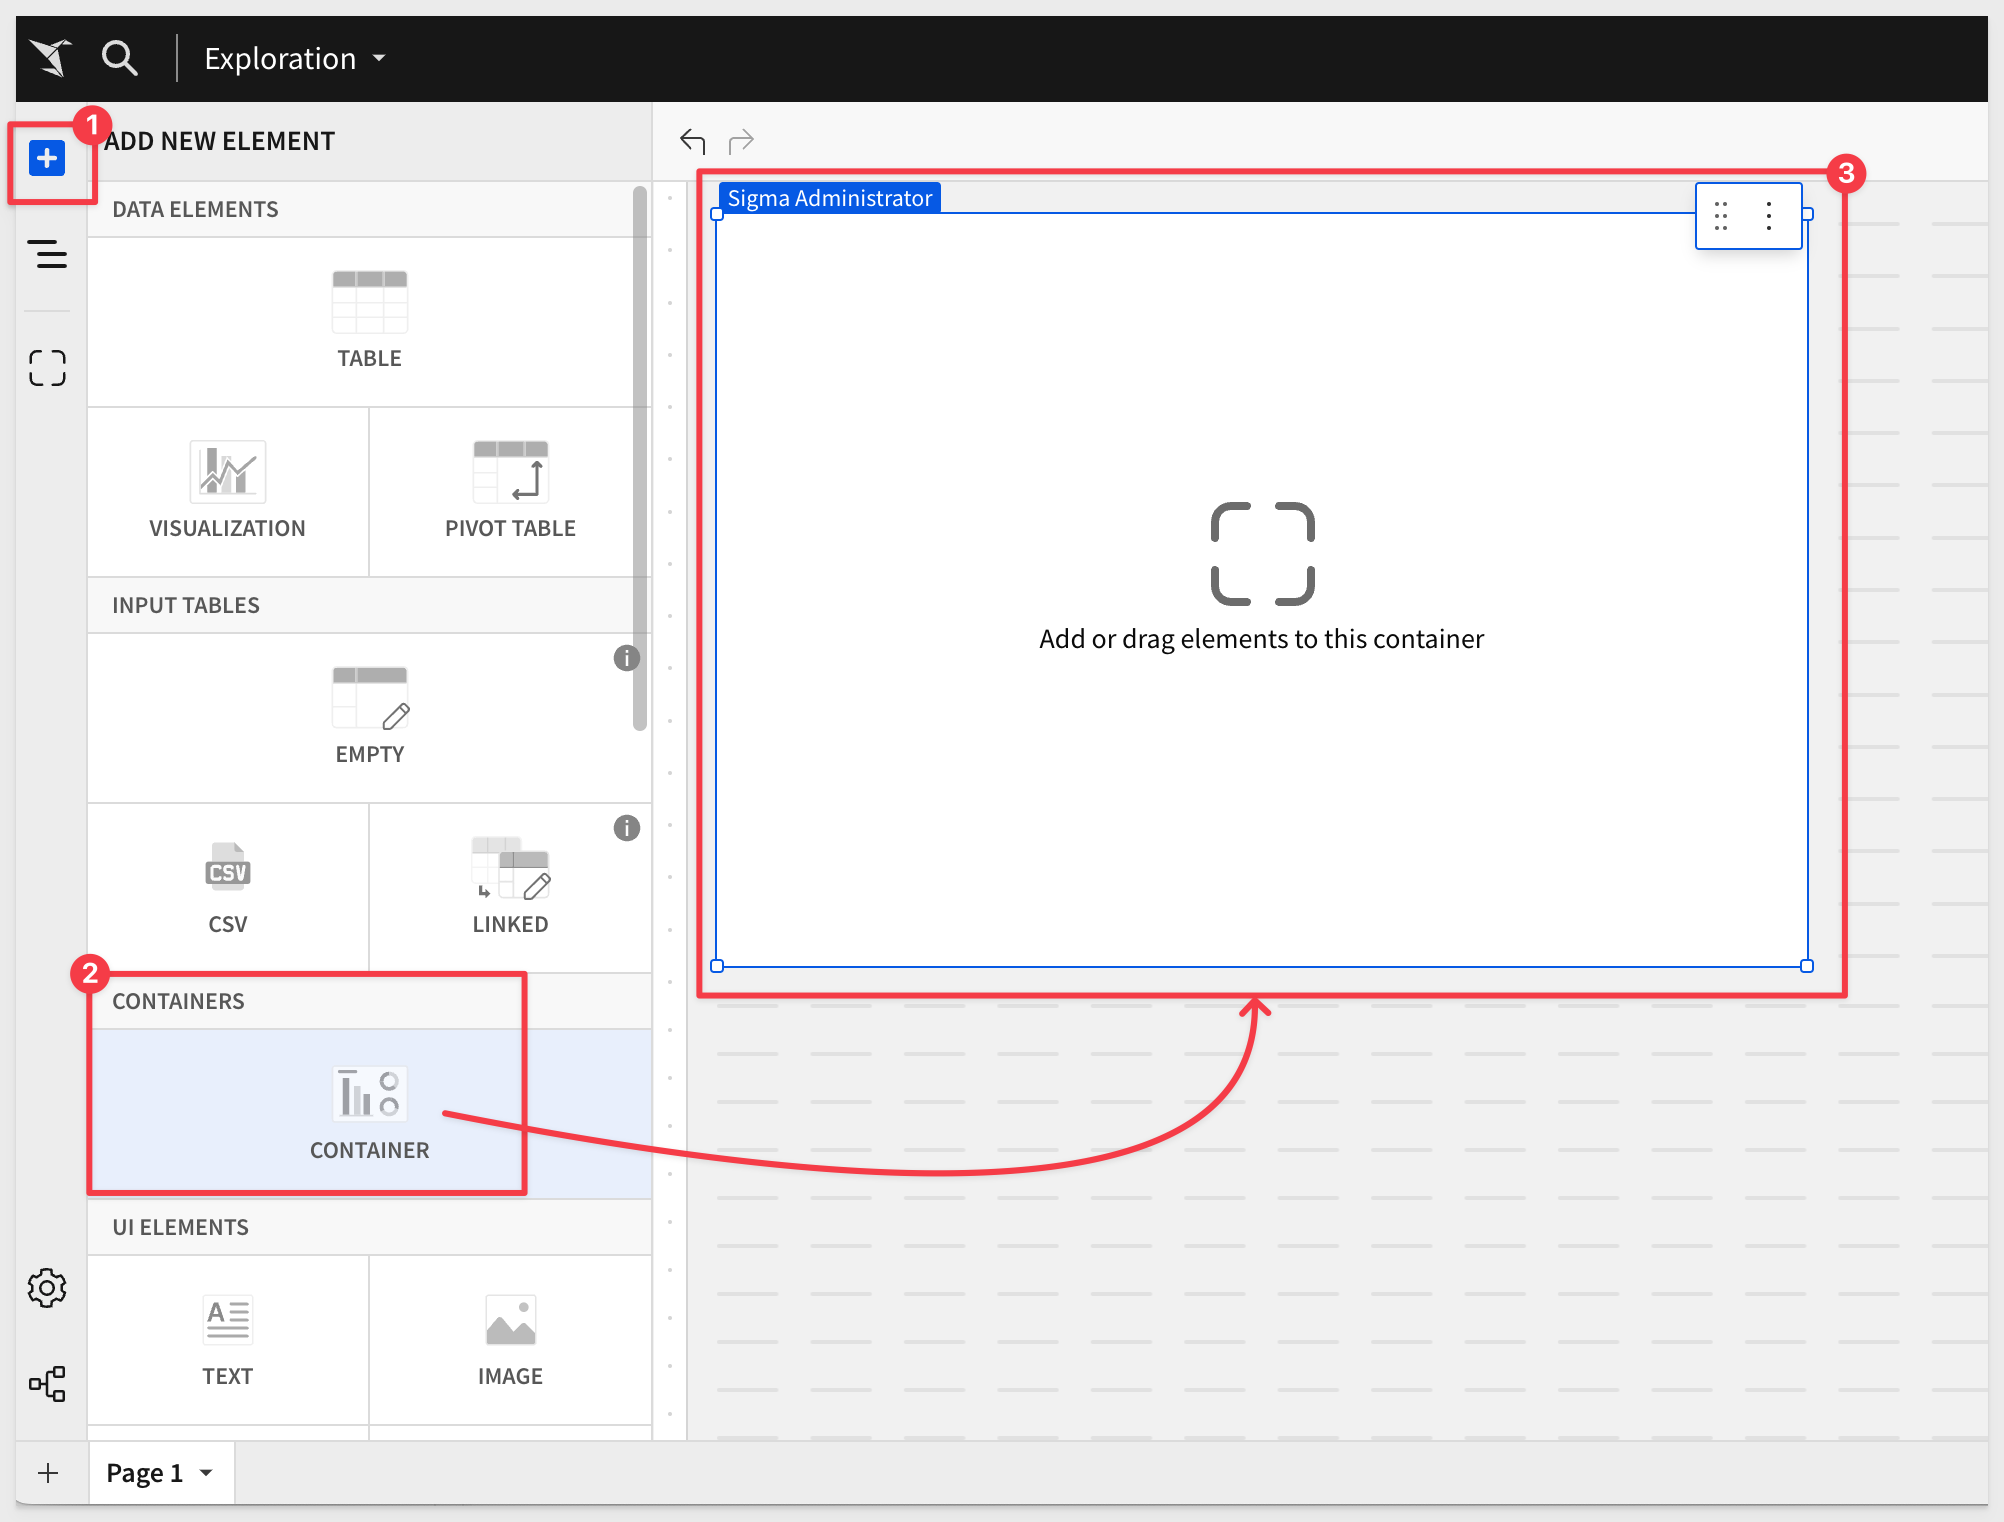 Exploration
1
ADD NEW ELEMENT
3
Sigma Administrator
DATA ELEMENTS
TABLE
VISUALIZATION
PIVOT TABLE
Add or drag elements to this container
INPUT TABLES
i
EMPTY
i
CSV
CSV
LINKED
2
CONTAINERS
CONTAINER
UI ELEMENTS
A
TEXT
IMAGE
Page 1